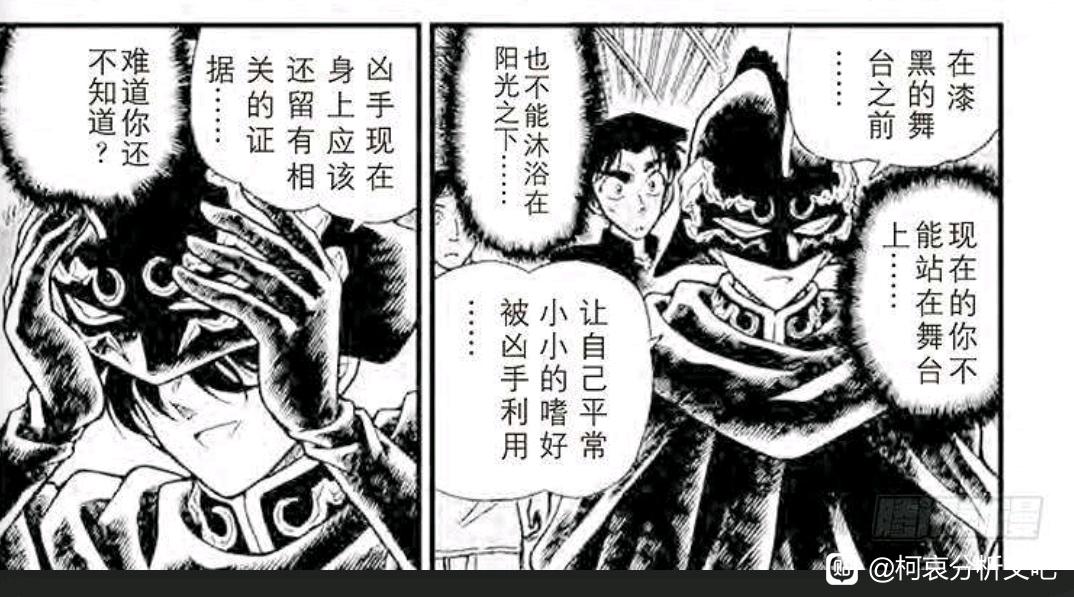 在漆
黑的舞
台之前
……
现在的你不
能站在舞台
上……
让自己平常
小小的嗜好
被凶手利用
……
也不能沐浴在
阳光之下……
凶手现在
身上应该
还留有相
关的证
据……
难道你还
不知道？
贴 @柯哀分析文吧